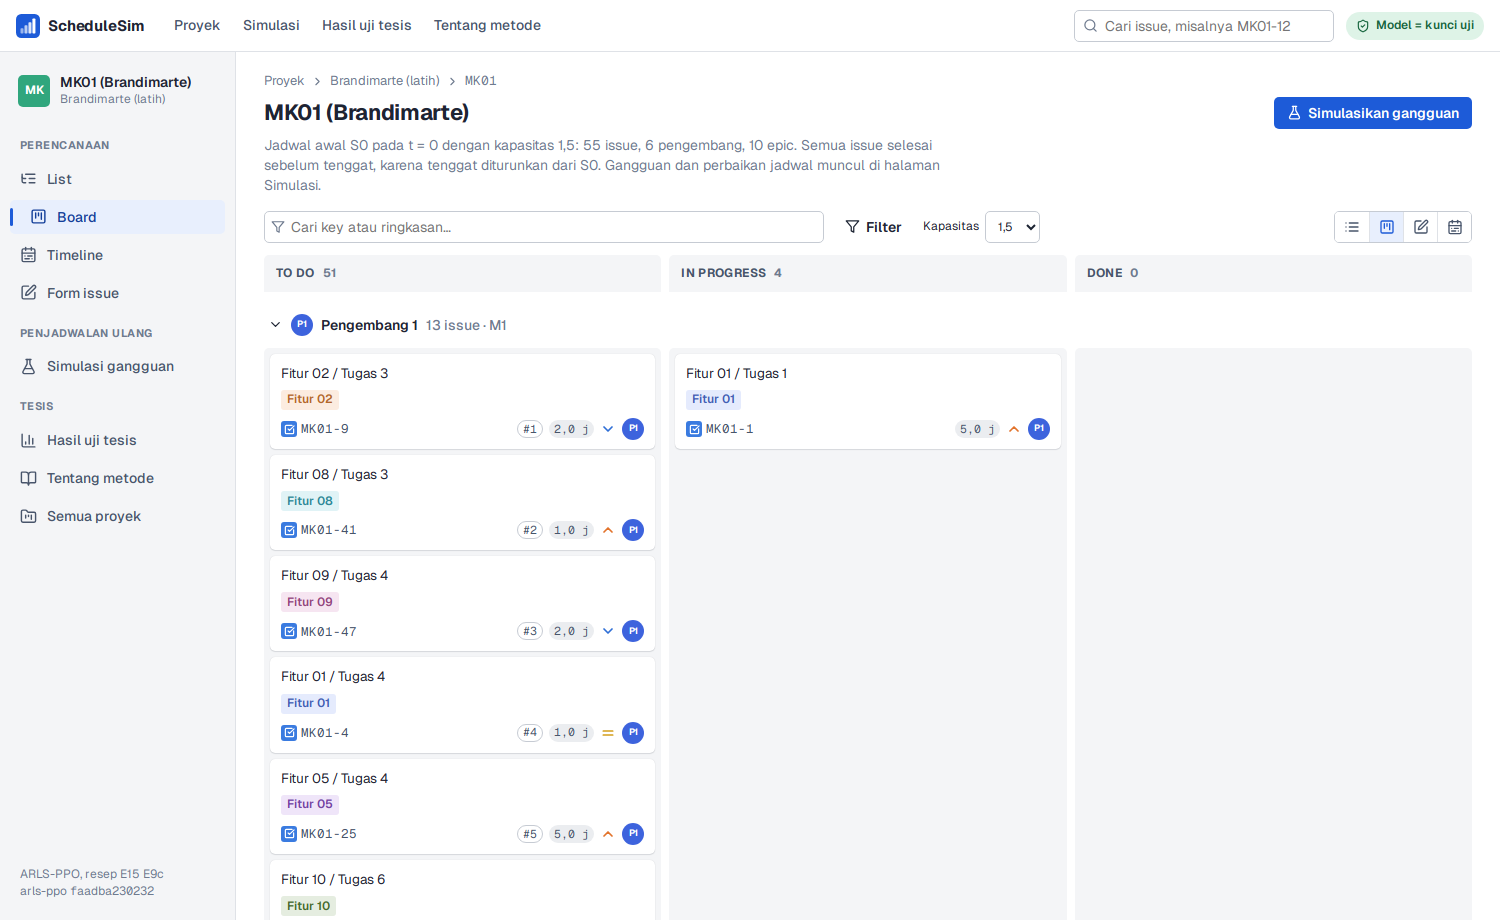 ScheduleSim
Proyek
Simulasi
Hasil uji tesis
Tentang metode
Cari issue, misalnya MK01-12
Model = kunci uji
MK
MK01 (Brandimarte)
Brandimarte (latih)
PERENCANAAN
List
Board
Timeline
Form issue
PENJADWALAN ULANG
Simulasi gangguan
TESIS
Hasil uji tesis
Tentang metode
Semua proyek
ARLS-PPO, resep E15 E9c
arls-ppo faadba230232
Proyek > Brandimarte (latih) > MK01
MK01 (Brandimarte)
Simulasikan gangguan
Jadwal awal S0 pada t = 0 dengan kapasitas 1,5: 55 issue, 6 pengembang, 10 epic. Semua issue selesai
sebelum tenggat, karena tenggat diturunkan dari S0. Gangguan dan perbaikan jadwal muncul di halaman
Simulasi.
Cari key atau ringkasan…
Filter
Kapasitas
1,5
TO DO 51
IN PROGRESS 4
DONE 0
P1 Pengembang 1 13 issue · M1
Fitur 02 / Tugas 3
Fitur 02
MK01-9 #1 2,0 j P1
Fitur 08 / Tugas 3
Fitur 08
MK01-41 #2 1,0 j P1
Fitur 09 / Tugas 4
Fitur 09
MK01-47 #3 2,0 j P1
Fitur 01 / Tugas 4
Fitur 01
MK01-4 #4 1,0 j P1
Fitur 05 / Tugas 4
Fitur 05
MK01-25 #5 5,0 j P1
Fitur 10 / Tugas 6
Fitur 10
Fitur 01 / Tugas 1
Fitur 01
MK01-1 5,0 j P1